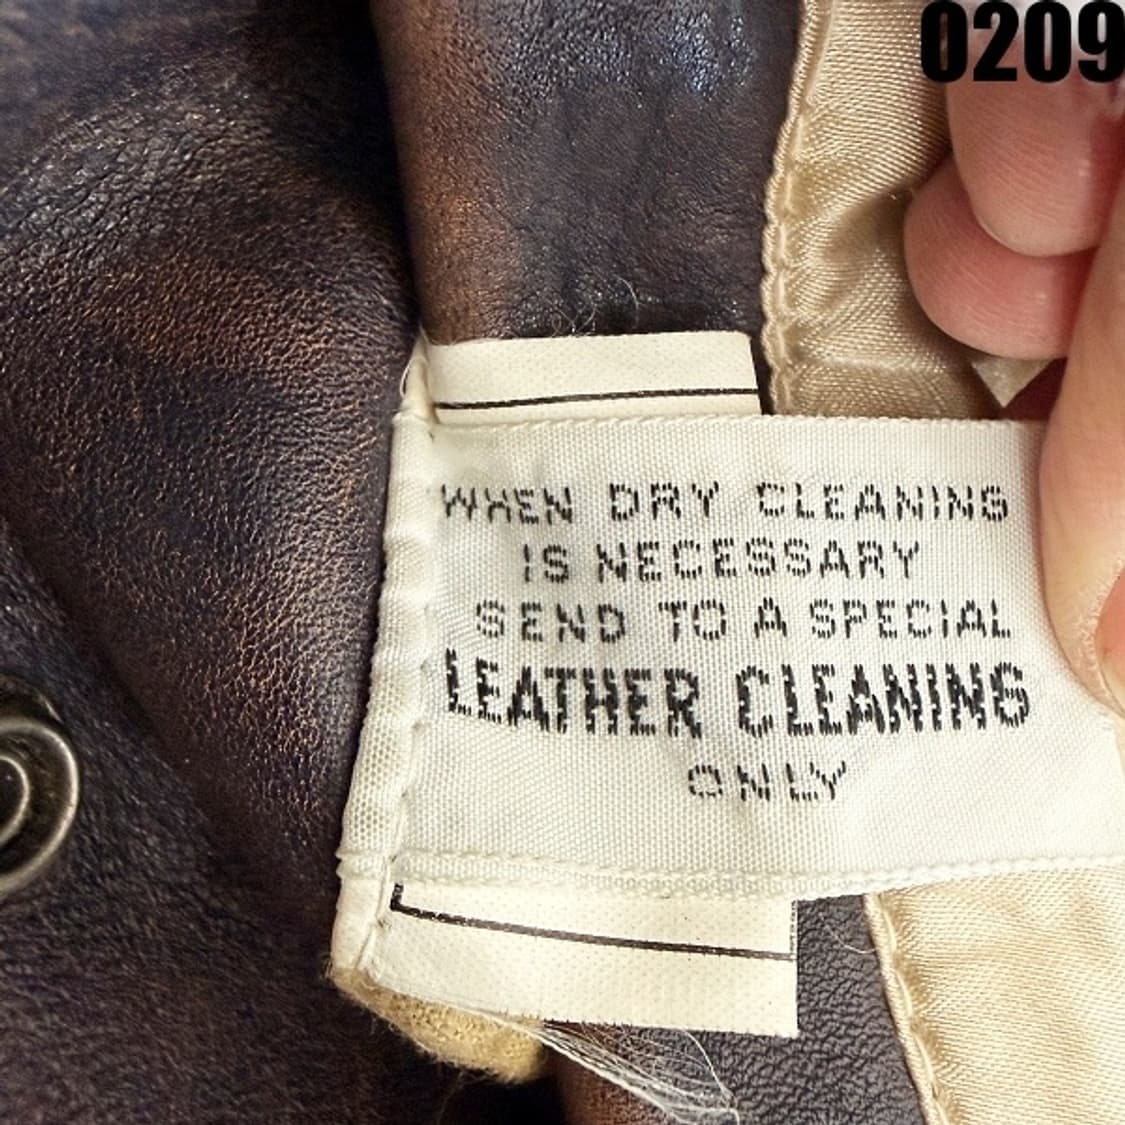 0209
WHEN DRY CLEANING
IS NECESSARY
SEND TO A SPECIAL
LEATHER CLEANING
ONLY